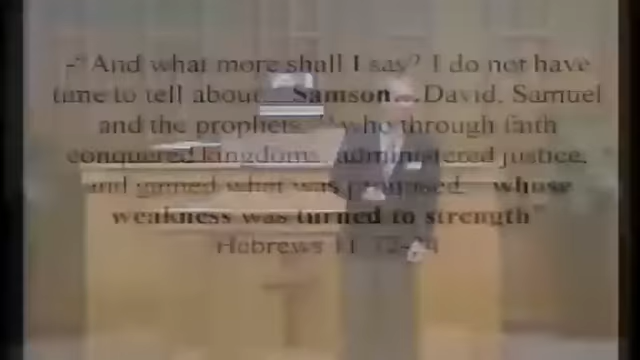 -"And what more shall I say? I do not have
time to tell about... Samson... David, Samuel
and the prophets, who through faith
conquered kingdoms, administered justice,
and gained what was promised... whose
weakness was turned to strength"
Hebrews 11:32-34